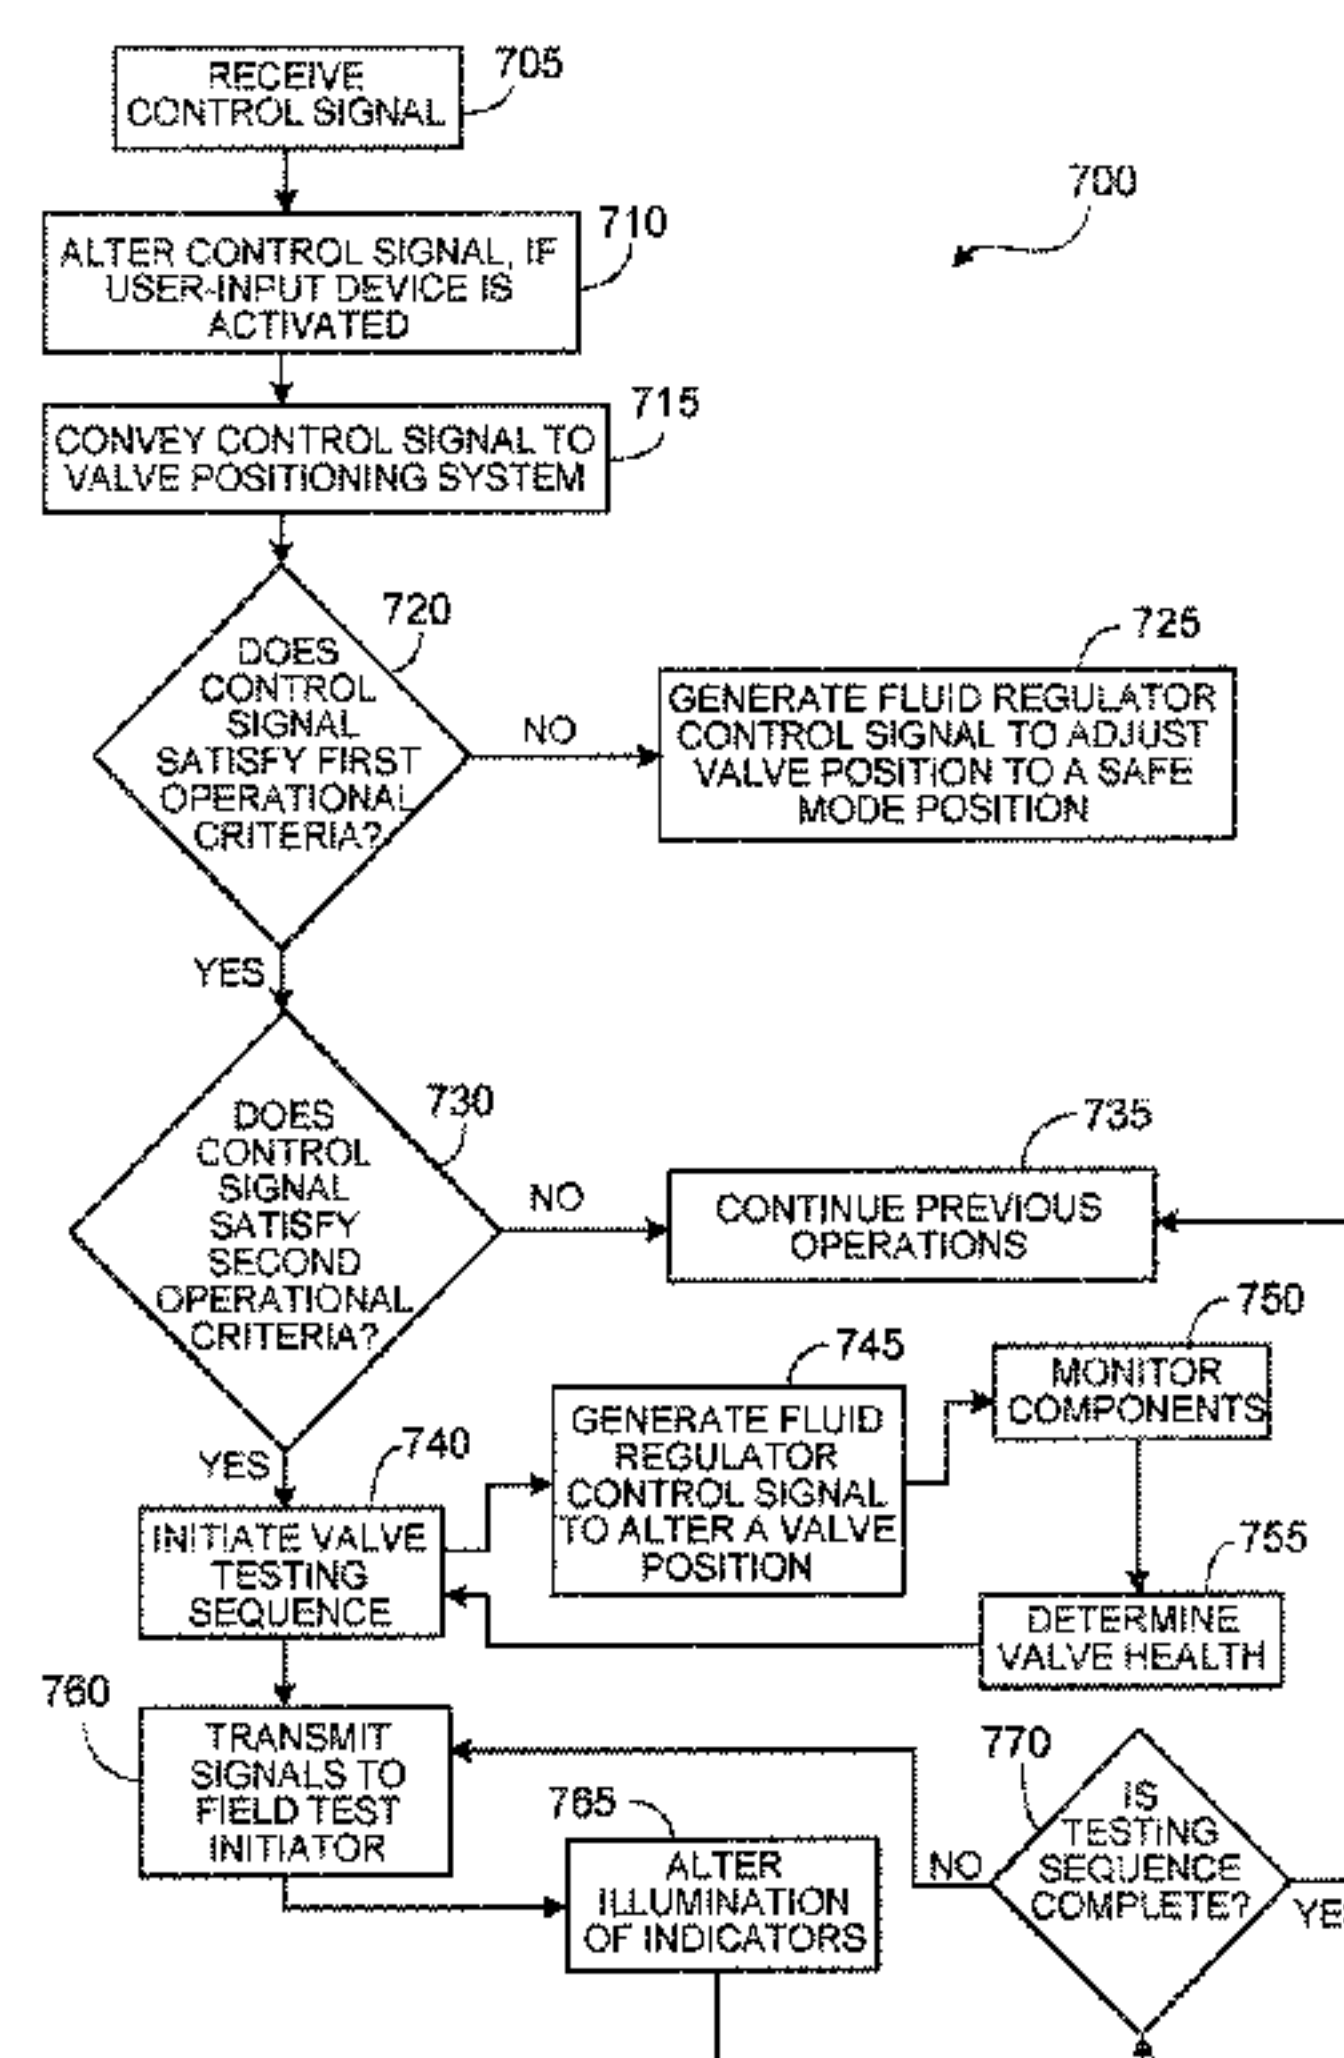 705
RECEIVE
CONTROL SIGNAL
700
710
ALTER CONTROL SIGNAL, IF
USER-INPUT DEVICE IS
ACTIVATED
715
CONVEY CONTROL SIGNAL TO
VALVE POSITIONING SYSTEM
720
DOES
CONTROL
SIGNAL
SATISFY FIRST
OPERATIONAL
CRITERIA?
NO
725
GENERATE FLUID REGULATOR
CONTROL SIGNAL TO ADJUST
VALVE POSITION TO A SAFE
MODE POSITION
YES
730
DOES
CONTROL
SIGNAL
SATISFY
SECOND
OPERATIONAL
CRITERIA?
NO
735
CONTINUE PREVIOUS
OPERATIONS
YES
740
INITIATE VALVE
TESTING
SEQUENCE
745
GENERATE FLUID
REGULATOR
CONTROL SIGNAL
TO ALTER A VALVE
POSITION
750
MONITOR
COMPONENTS
755
DETERMINE
VALVE HEALTH
760
TRANSMIT
SIGNALS TO
FIELD TEST
INITIATOR
765
ALTER
ILLUMINATION
OF INDICATORS
770
IS
TESTING
SEQUENCE
COMPLETE?
NO
YE